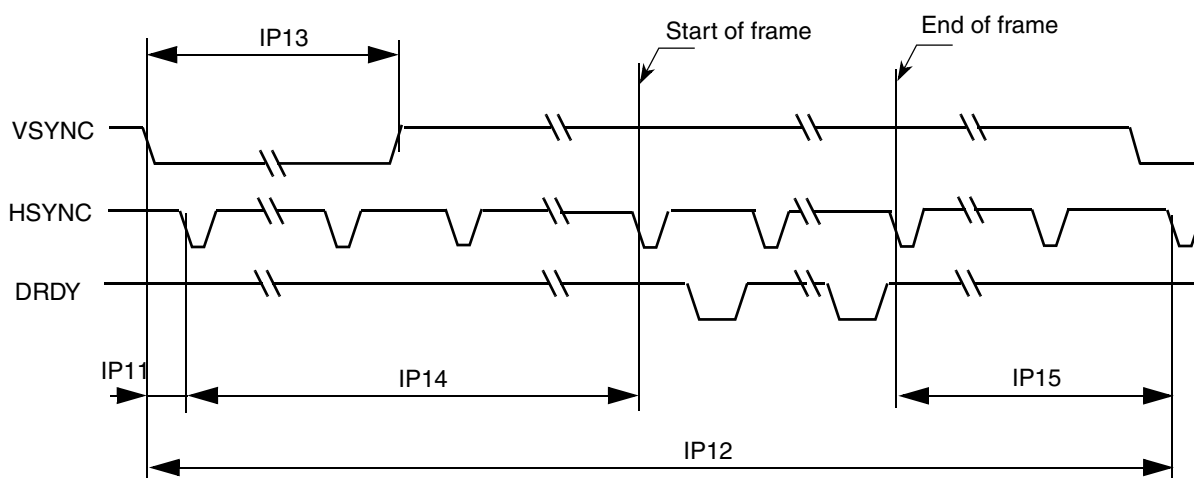 IP13
Start of frame
End of frame
VSYNC
HSYNC
DRDY
IP11
IP14
IP15
IP12